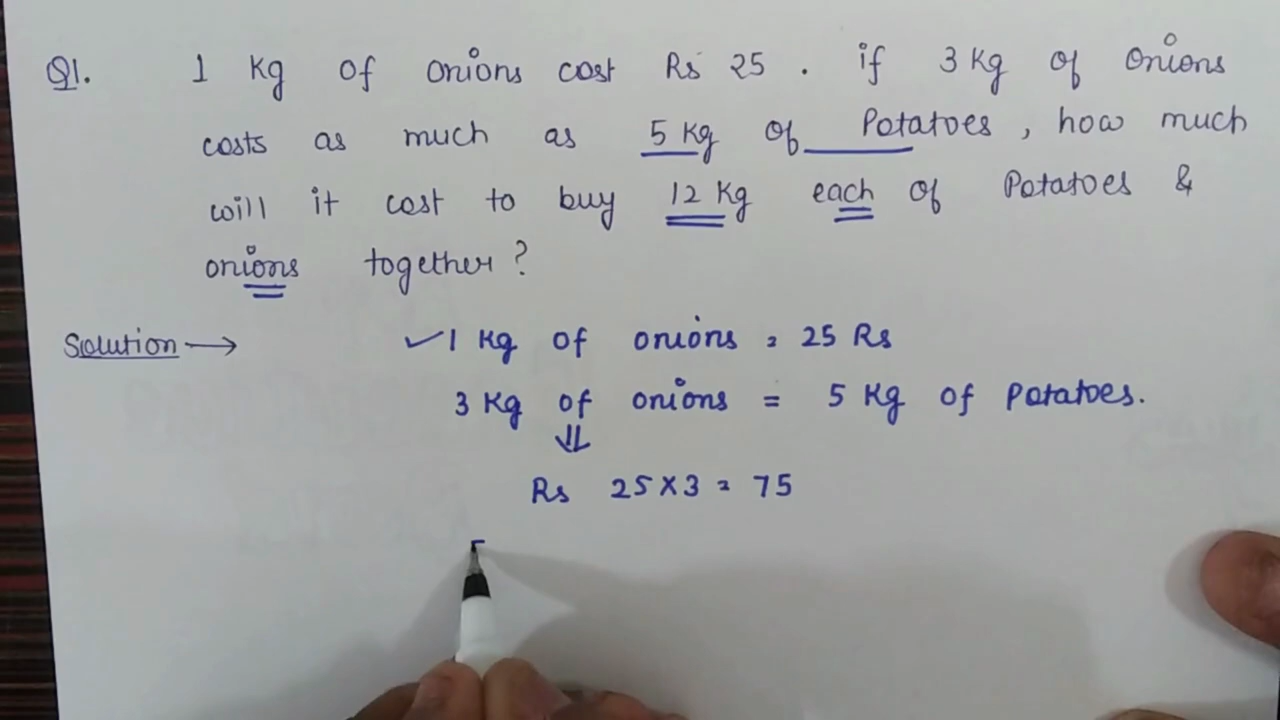 Q1. 1 Kg of onions cost Rs 25 . if 3 Kg of onions
costs as much as 5 Kg of Potatoes , how much
will it cost to buy 12 Kg each of Potatoes &
onions together ?
Solution → ✓1 Kg of onions = 25 Rs
3 Kg of onions = 5 Kg of Potatoes.
⇓
Rs 25 × 3 = 75